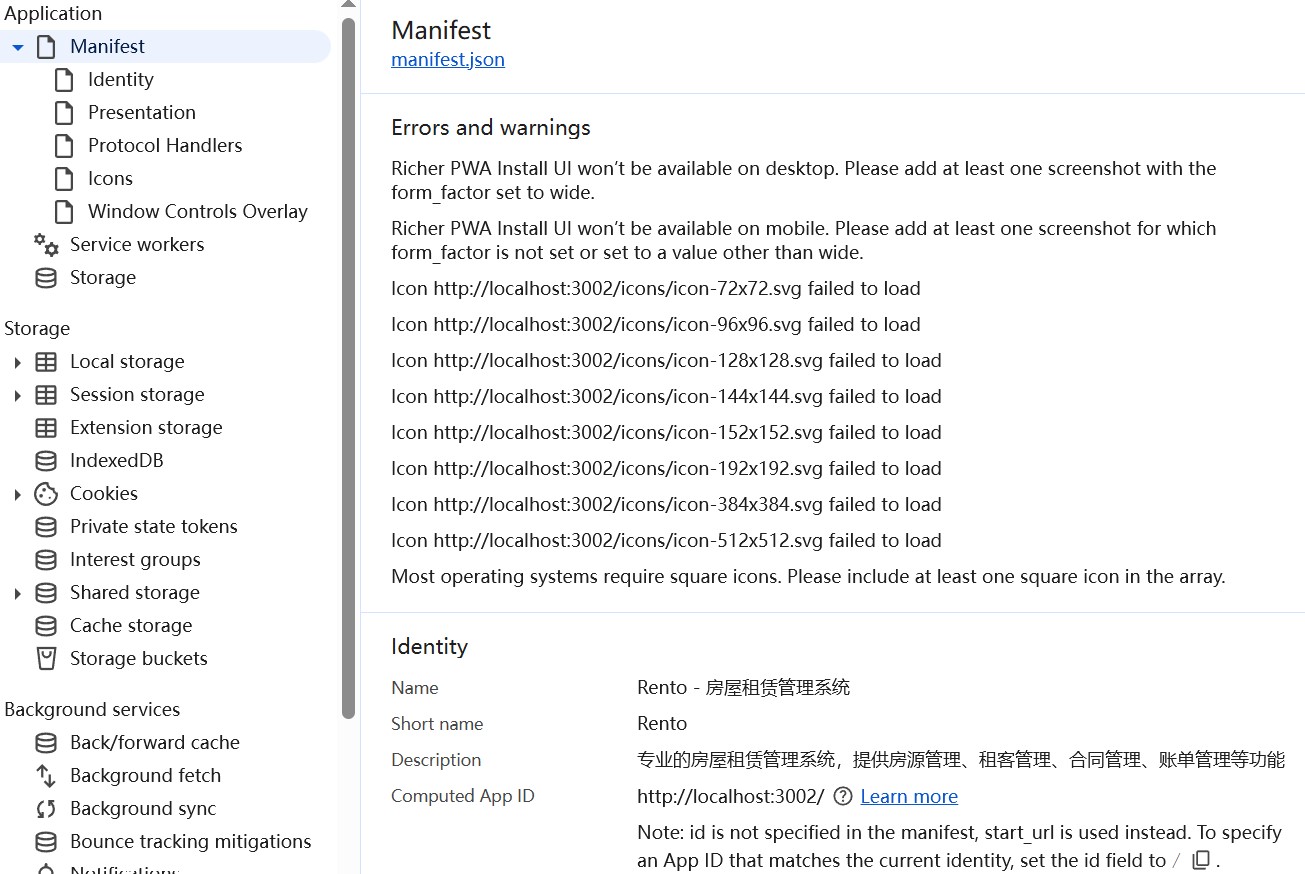 Application
Manifest
Identity
Presentation
Protocol Handlers
Icons
Window Controls Overlay
Service workers
Storage
Storage
Local storage
Session storage
Extension storage
IndexedDB
Cookies
Private state tokens
Interest groups
Shared storage
Cache storage
Storage buckets
Background services
Back/forward cache
Background fetch
Background sync
Bounce tracking mitigations
Notifications
Manifest
manifest.json
Errors and warnings
Richer PWA Install UI won’t be available on desktop. Please add at least one screenshot with the
form_factor set to wide.
Richer PWA Install UI won’t be available on mobile. Please add at least one screenshot for which
form_factor is not set or set to a value other than wide.
Icon http://localhost:3002/icons/icon-72x72.svg failed to load
Icon http://localhost:3002/icons/icon-96x96.svg failed to load
Icon http://localhost:3002/icons/icon-128x128.svg failed to load
Icon http://localhost:3002/icons/icon-144x144.svg failed to load
Icon http://localhost:3002/icons/icon-152x152.svg failed to load
Icon http://localhost:3002/icons/icon-192x192.svg failed to load
Icon http://localhost:3002/icons/icon-384x384.svg failed to load
Icon http://localhost:3002/icons/icon-512x512.svg failed to load
Most operating systems require square icons. Please include at least one square icon in the array.
Identity
Name Rento - 房屋租赁管理系统
Short name Rento
Description 专业的房屋租赁管理系统，提供房源管理、租客管理、合同管理、账单管理等功能
Computed App ID http://localhost:3002/ Learn more
Note: id is not specified in the manifest, start_url is used instead. To specify
an App ID that matches the current identity, set the id field to / .